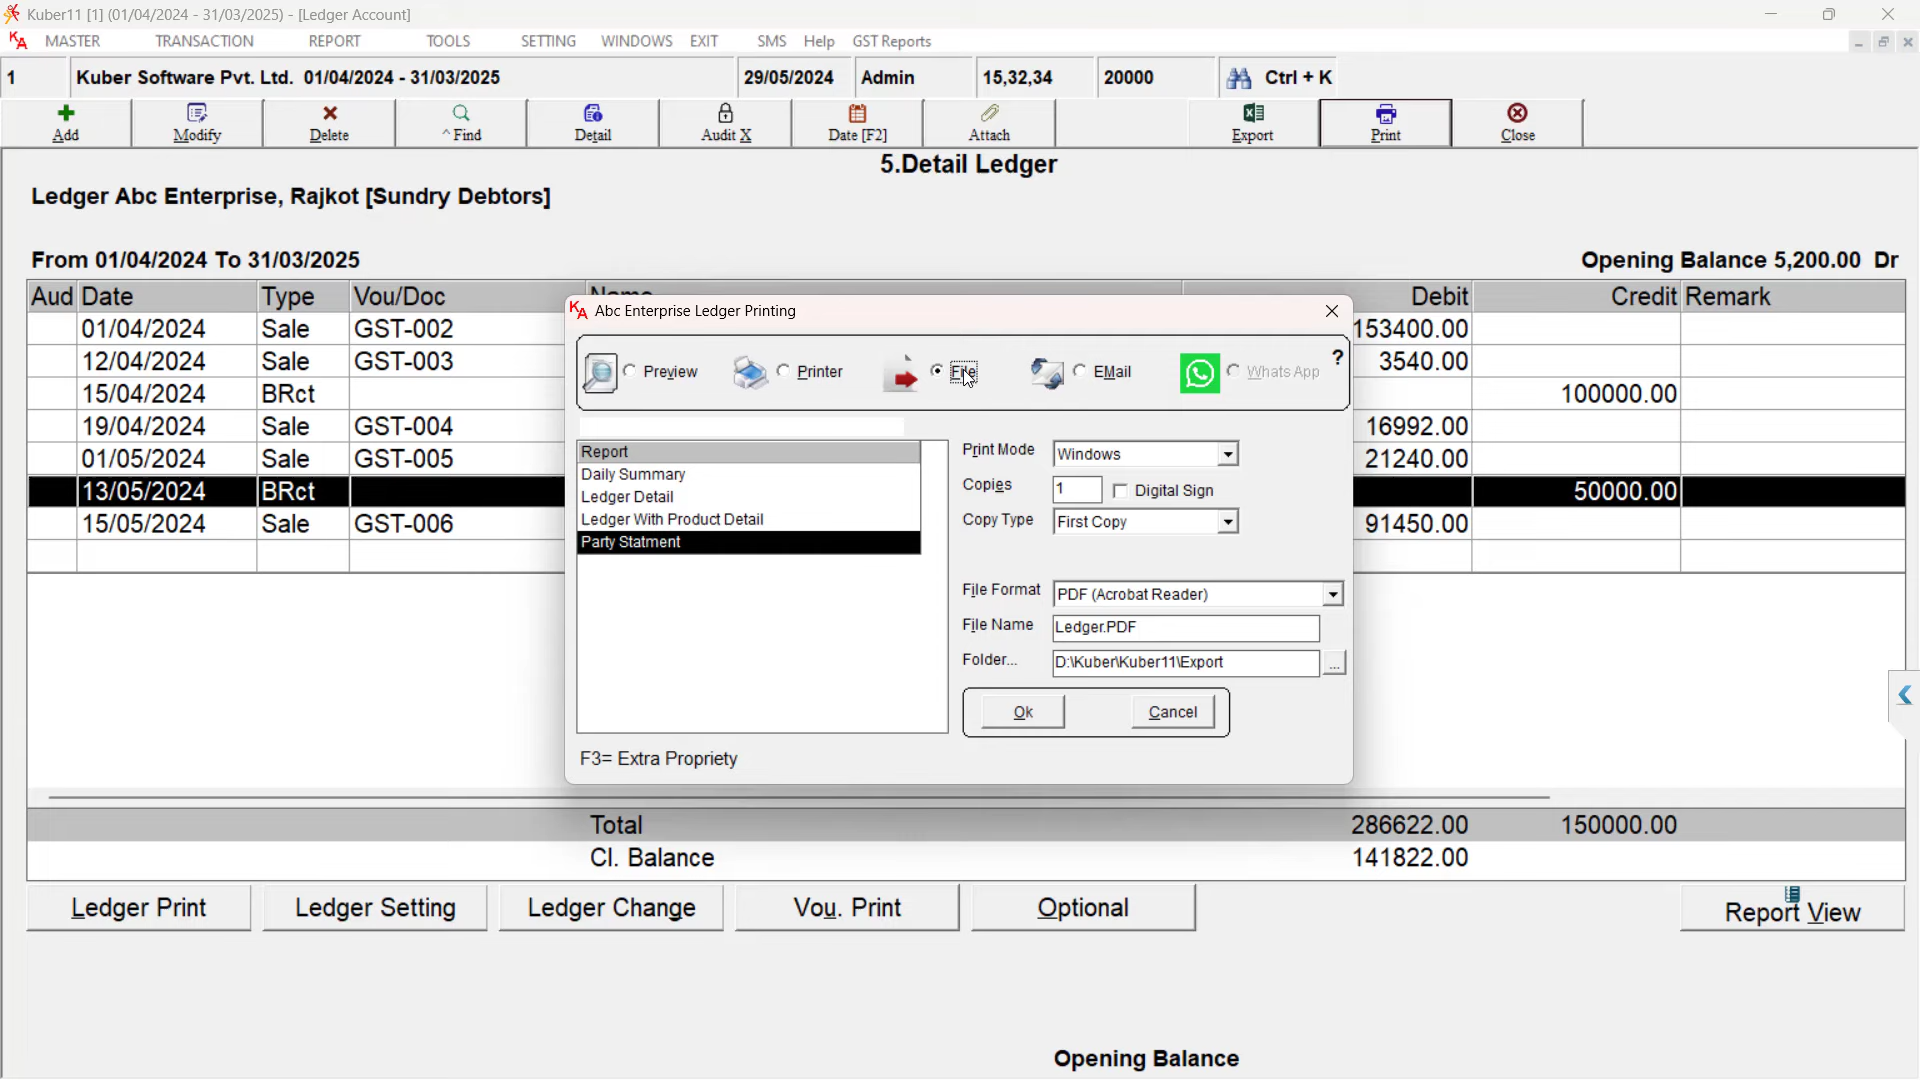 Kuber11 [1] (01/04/2024 - 31/03/2025) - [Ledger Account]
KA MASTER TRANSACTION REPORT TOOLS SETTING WINDOWS EXIT SMS Help GST Reports
1 Kuber Software Pvt. Ltd. 01/04/2024 - 31/03/2025 29/05/2024 Admin 15,32,34 20000 Ctrl + K
Add Modify Delete ^ Find Detail Audit X Date [F2] Attach Export Print Close
5.Detail Ledger
Ledger Abc Enterprise, Rajkot [Sundry Debtors]
From 01/04/2024 To 31/03/2025 Opening Balance 5,200.00 Dr
Aud Date Type Vou/Doc Name Debit Credit Remark
01/04/2024 Sale GST-002 153400.00
12/04/2024 Sale GST-003 3540.00
15/04/2024 BRct 100000.00
19/04/2024 Sale GST-004 16992.00
01/05/2024 Sale GST-005 21240.00
13/05/2024 BRct 50000.00
15/05/2024 Sale GST-006 91450.00
KA Abc Enterprise Ledger Printing
Preview Printer File EMail Whats App ?
Report
Daily Summary
Ledger Detail
Ledger With Product Detail
Party Statment
Print Mode Windows
Copies 1 Digital Sign
Copy Type First Copy
File Format PDF (Acrobat Reader)
File Name Ledger.PDF
Folder... D:\Kuber\Kuber11\Export ...
Ok Cancel
F3= Extra Propriety
Total 286622.00 150000.00
Cl. Balance 141822.00
Ledger Print Ledger Setting Ledger Change Vou. Print Optional Report View
Opening Balance